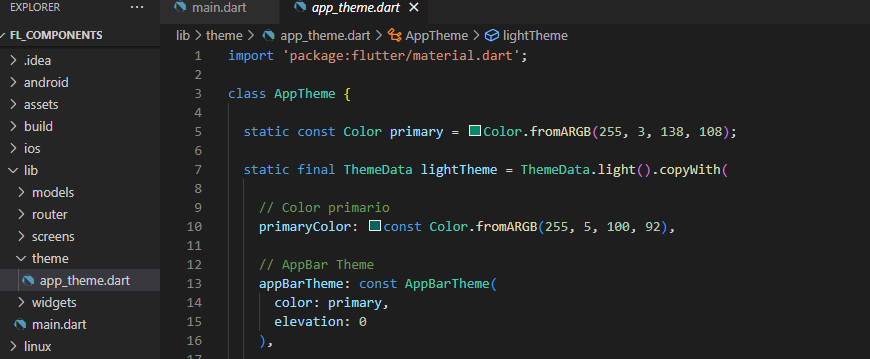 EXPLORER
FL_COMPONENTS
.idea
android
assets
build
ios
lib
models
router
screens
theme
app_theme.dart
widgets
main.dart
linux
main.dart
app_theme.dart
lib > theme > app_theme.dart > AppTheme > lightTheme
1 import 'package:flutter/material.dart';
2
3 class AppTheme {
4
5 static const Color primary = Color.fromARGB(255, 3, 138, 108);
6
7 static final ThemeData lightTheme = ThemeData.light().copyWith(
8
9 // Color primario
10 primaryColor: const Color.fromARGB(255, 5, 100, 92),
11
12 // AppBar Theme
13 appBarTheme: const AppBarTheme(
14 color: primary,
15 elevation: 0
16 ),